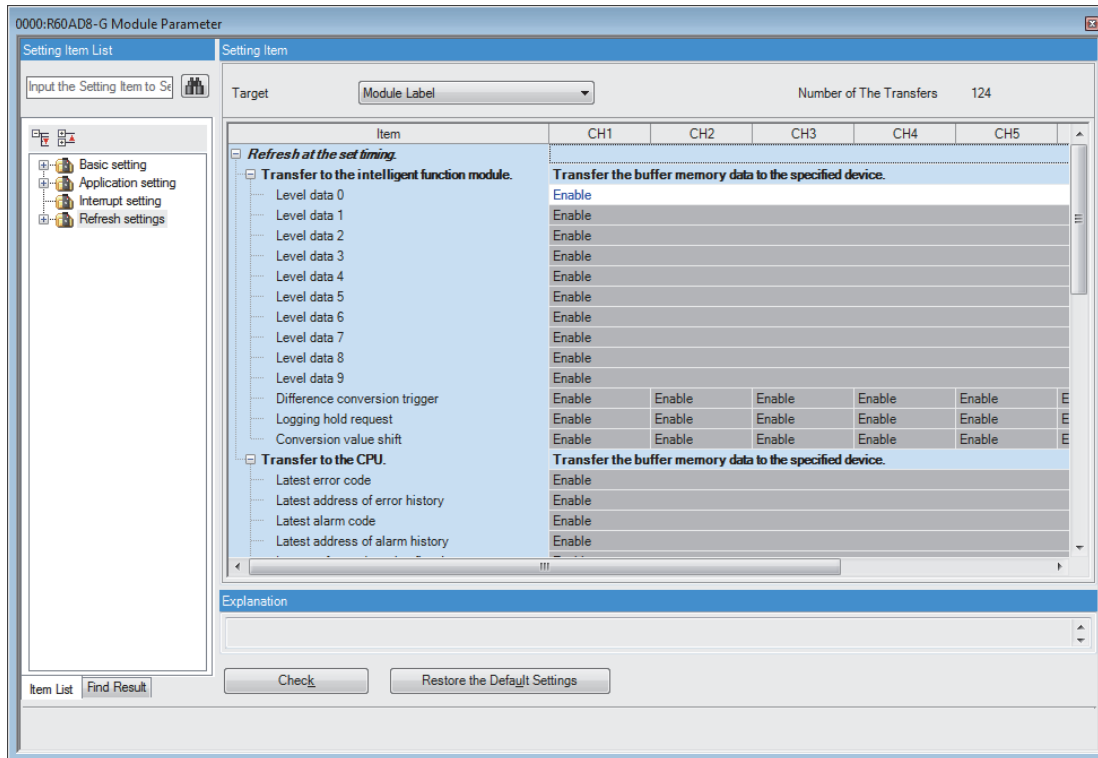 0000:R60AD8-G Module Parameter
Setting Item List
Input the Setting Item to Se
Basic setting
Application setting
Interrupt setting
Refresh settings
Item List Find Result
Setting Item
Target Module Label Number of The Transfers 124
Item CH1 CH2 CH3 CH4 CH5
Refresh at the set timing.
Transfer to the intelligent function module. Transfer the buffer memory data to the specified device.
Level data 0 Enable
Level data 1 Enable
Level data 2 Enable
Level data 3 Enable
Level data 4 Enable
Level data 5 Enable
Level data 6 Enable
Level data 7 Enable
Level data 8 Enable
Level data 9 Enable
Difference conversion trigger Enable Enable Enable Enable Enable E
Logging hold request Enable Enable Enable Enable Enable E
Conversion value shift Enable Enable Enable Enable Enable E
Transfer to the CPU. Transfer the buffer memory data to the specified device.
Latest error code Enable
Latest address of error history Enable
Latest alarm code Enable
Latest address of alarm history Enable
Explanation
Check Restore the Default Settings